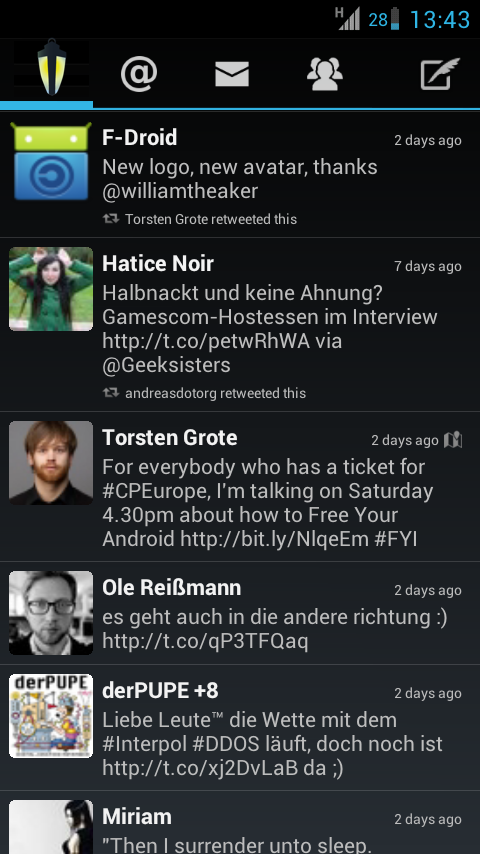 H 28 13:43
@
F-Droid 2 days ago
New logo, new avatar, thanks
@williamtheaker
Torsten Grote retweeted this
Hatice Noir 7 days ago
Halbnackt und keine Ahnung?
Gamescom-Hostessen im Interview
http://t.co/petwRhWA via
@Geeksisters
andreasdotorg retweeted this
Torsten Grote 2 days ago
For everybody who has a ticket for
#CPEurope, I'm talking on Saturday
4.30pm about how to Free Your
Android http://bit.ly/NlqeEm #FYI
Ole Reißmann 2 days ago
es geht auch in die andere richtung :)
http://t.co/qP3TFQaq
derPUPE
derPUPE +8 2 days ago
Liebe Leute™ die Wette mit dem
#Interpol #DDOS läuft, doch noch ist
http://t.co/xj2DvLaB da ;)
Miriam 2 days ago
"Then I surrender unto sleep.